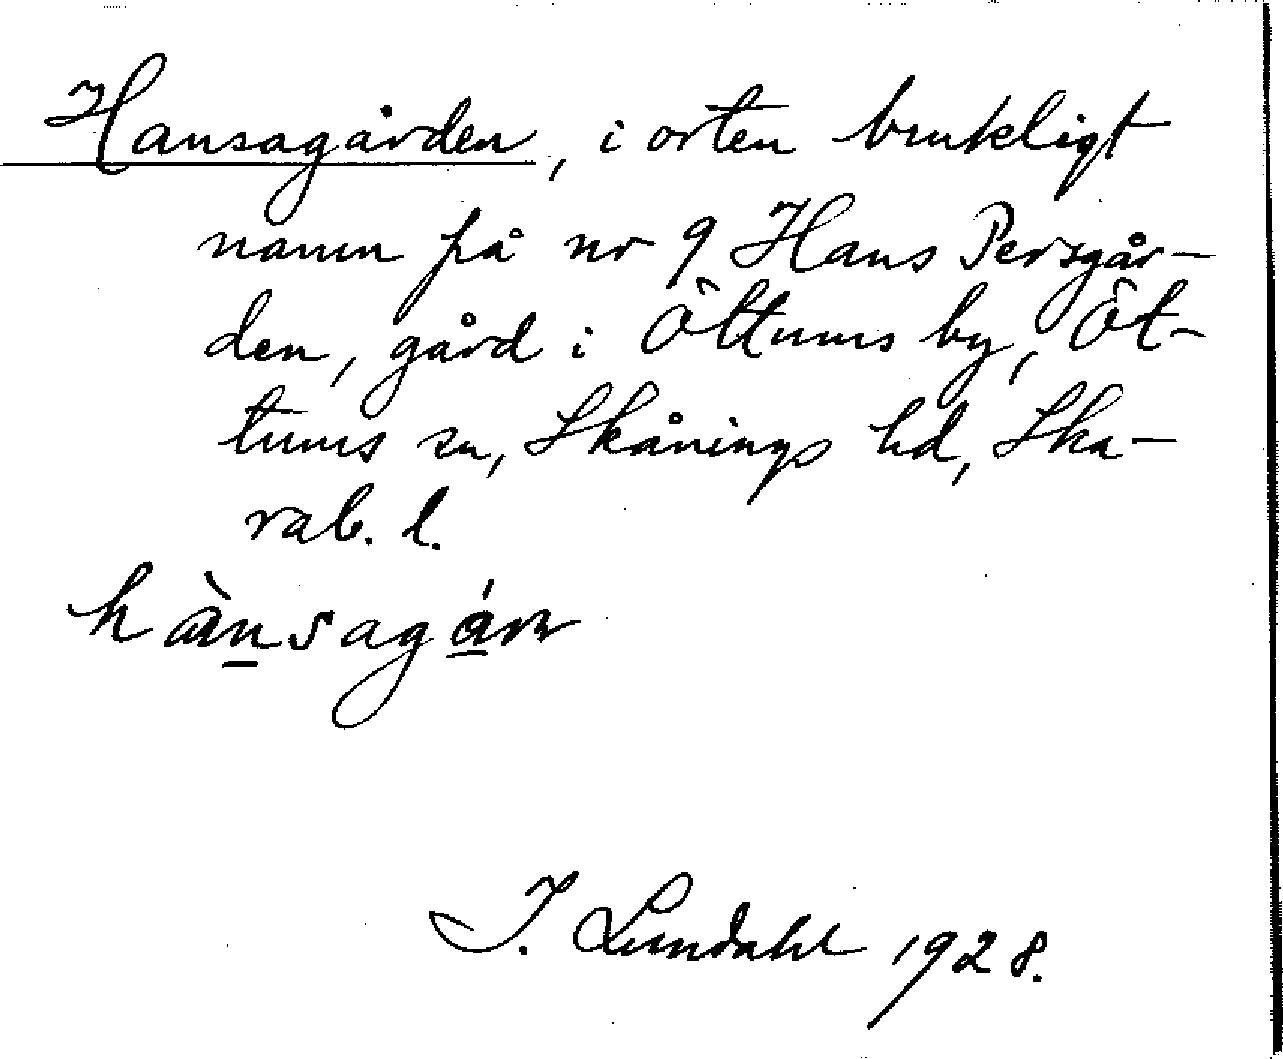 Hansagården, i orten brukligt
namn på nr 9 Hans Persgår-
den, gård i Öttums by, Öt-
tums sn, Skånings hd, Ska-
rab. l.
hànsagárn
I. Lundahl 1928.